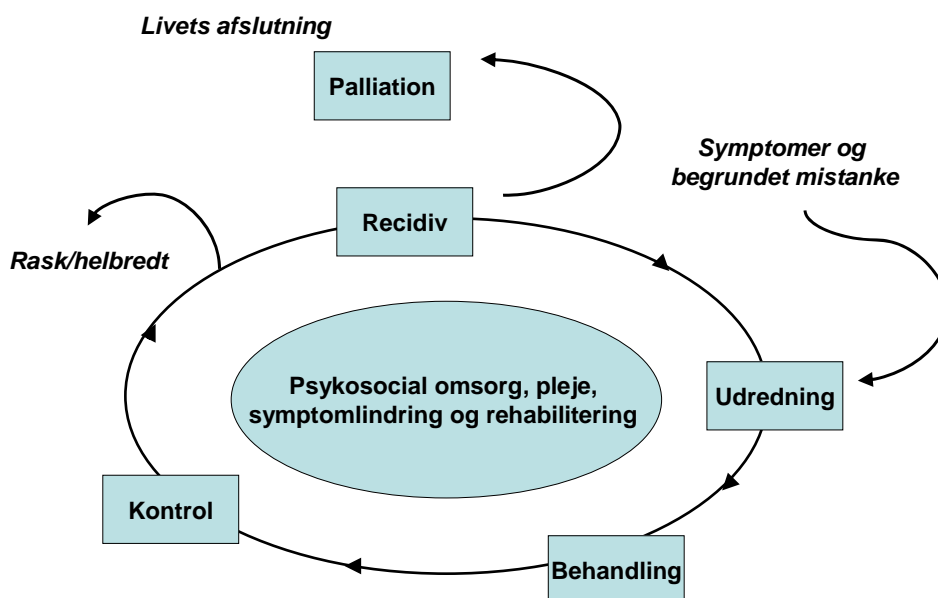 Livets afslutning
Palliation
Symptomer og
begrundet mistanke
Recidiv
Rask/helbredt
Psykosocial omsorg, pleje,
symptomlindring og rehabilitering
Udredning
Kontrol
Behandling